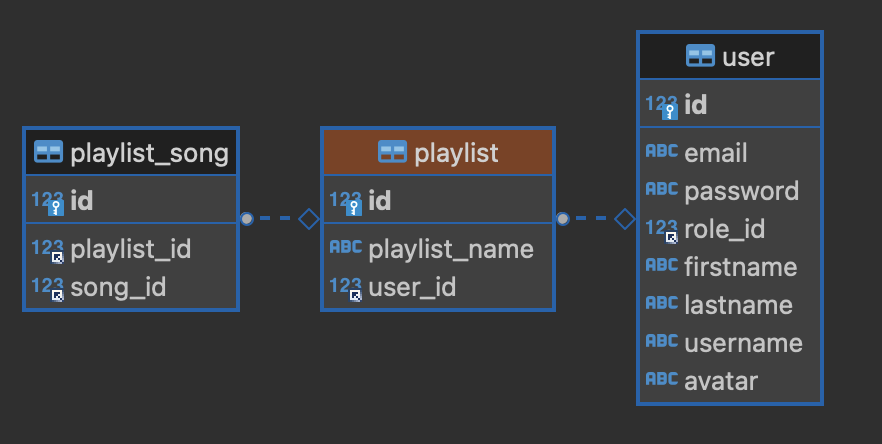 playlist_song
123 id
123 playlist_id
123 song_id
playlist
123 id
ABC playlist_name
123 user_id
user
123 id
ABC email
ABC password
123 role_id
ABC firstname
ABC lastname
ABC username
ABC avatar